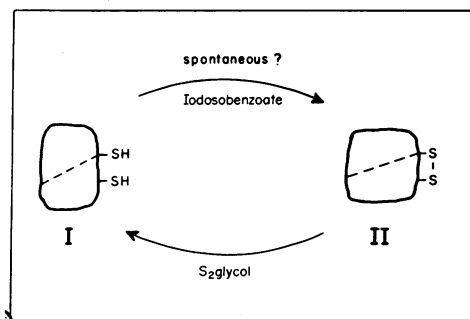 spontaneous ?
Iodosobenzoate
SH
SH
S
S
I
II
S₂glycol